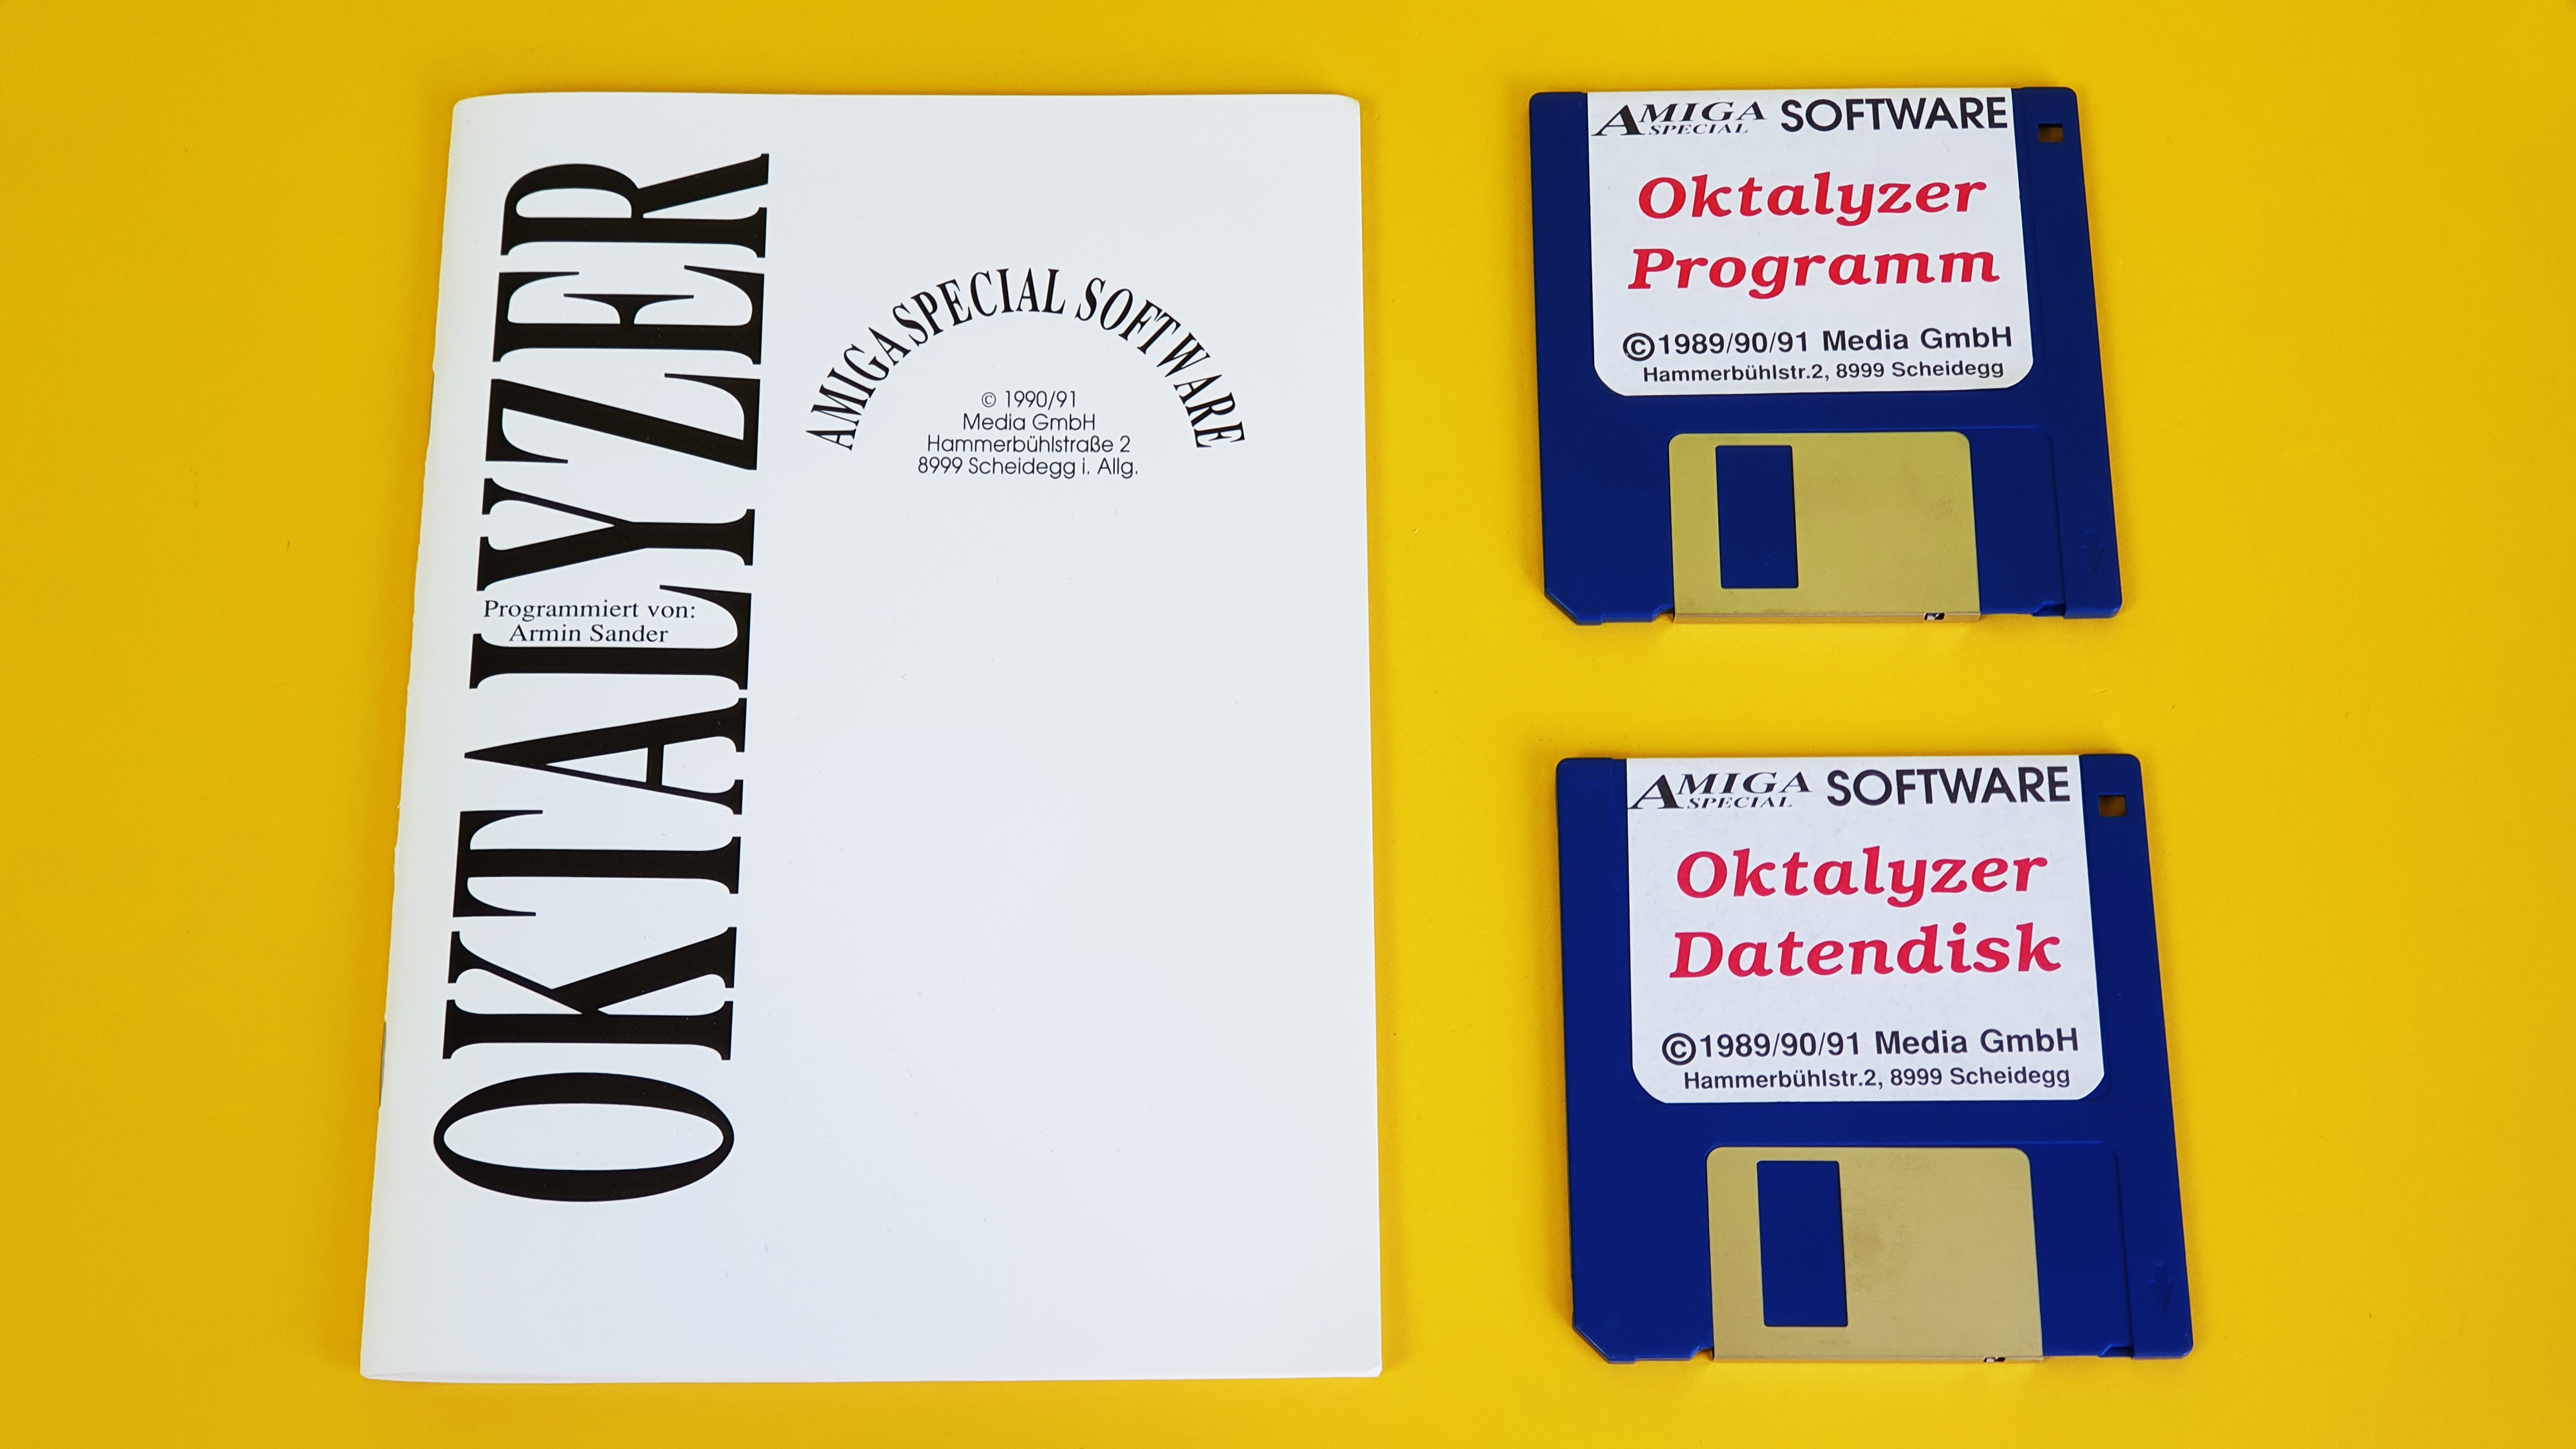 OKTALYZER
Programmiert von:
Armin Sander
AMIGA SPECIAL SOFTWARE
© 1990/91
Media GmbH
Hammerbühlstraße 2
8999 Scheidegg i. Allg.
AMIGA SPECIAL SOFTWARE
Oktalyzer
Programm
©1989/90/91 Media GmbH
Hammerbühlstr.2, 8999 Scheidegg
AMIGA SPECIAL SOFTWARE
Oktalyzer
Datendisk
©1989/90/91 Media GmbH
Hammerbühlstr.2, 8999 Scheidegg